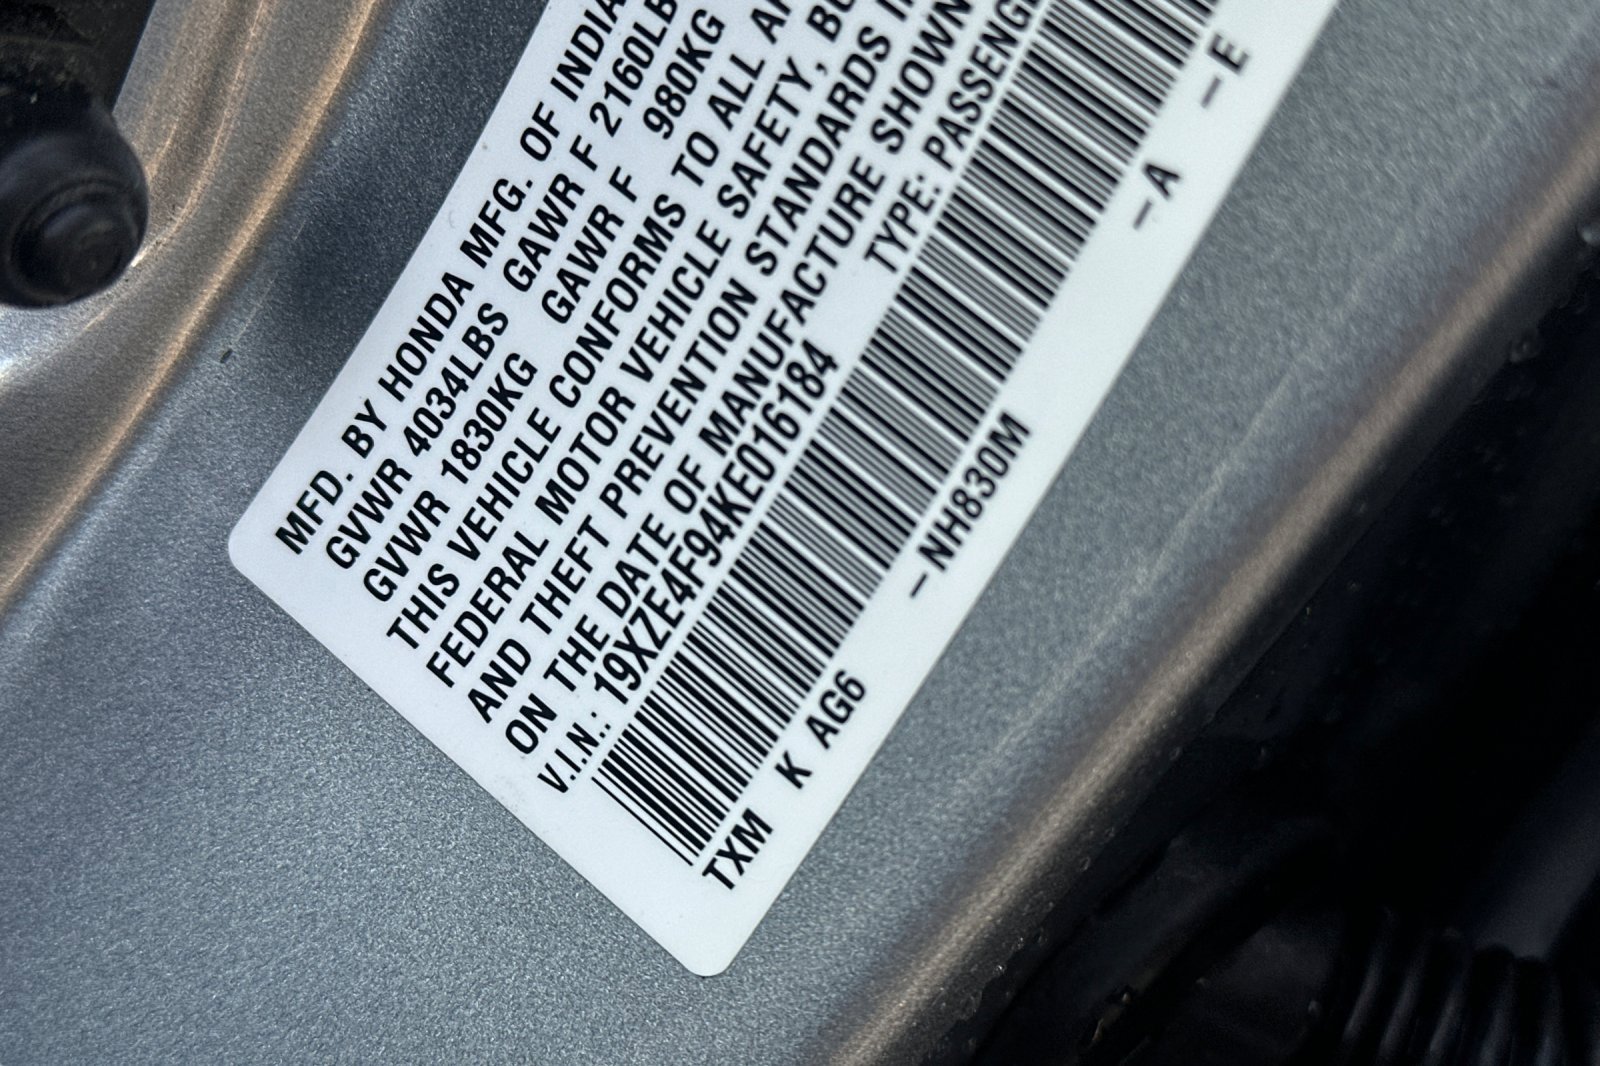 MFD. BY HONDA MFG. OF INDIA
GVWR 4034LBS GAWR F 2160LB
GVWR 1830KG GAWR F 980KG
THIS VEHICLE CONFORMS TO ALL
FEDERAL MOTOR VEHICLE SAFETY,
AND THEFT PREVENTION STANDARDS
ON THE DATE OF MANUFACTURE SHOWN
V.I.N.: 19XZE4F94KE016184 TYPE: PASSENGE
TXM K AG6 –NH830M –A –E